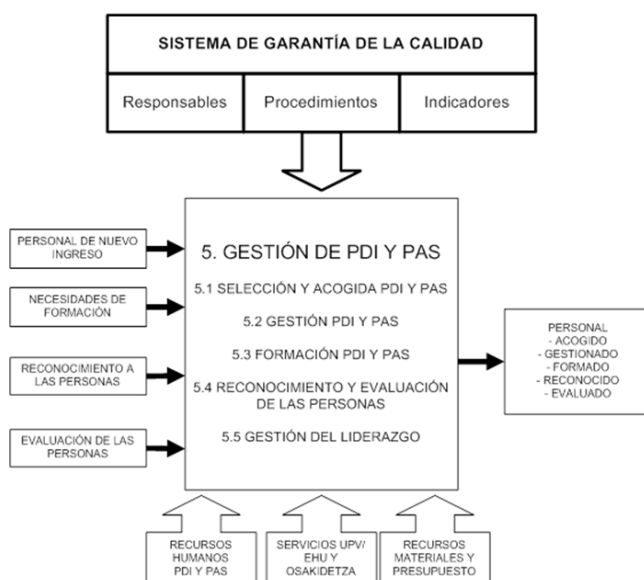 SISTEMA DE GARANTÍA DE LA CALIDAD
Responsables
Procedimientos
Indicadores
PERSONAL DE NUEVO
INGRESO
NECESIDADES DE
FORMACIÓN
RECONOCIMIENTO A
LAS PERSONAS
EVALUACIÓN DE LAS
PERSONAS
5. GESTIÓN DE PDI Y PAS
5.1 SELECCIÓN Y ACOGIDA PDI Y PAS
5.2 GESTIÓN PDI Y PAS
5.3 FORMACIÓN PDI Y PAS
5.4 RECONOCIMIENTO Y EVALUACIÓN
DE LAS PERSONAS
5.5 GESTIÓN DEL LIDERAZGO
PERSONAL
- ACOGIDO
- GESTIONADO
- FORMADO
- RECONOCIDO
- EVALUADO
RECURSOS
HUMANOS
PDI Y PAS
SERVICIOS UPV/
EHU Y
OSAKIDETZA
RECURSOS
MATERIALES Y
PRESUPUESTO